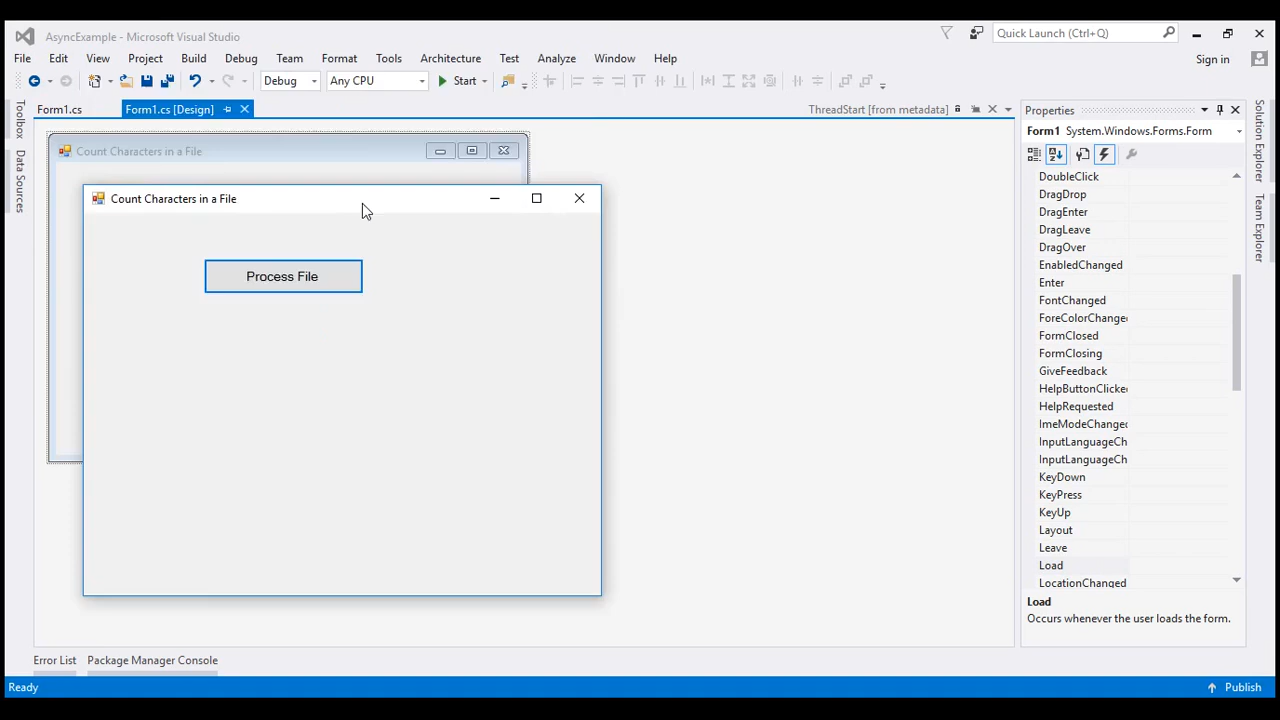 AsyncExample - Microsoft Visual Studio
Quick Launch (Ctrl+Q)
File Edit View Project Build Debug Team Format Tools Architecture Test Analyze Window Help
Sign in
Debug Any CPU Start
Form1.cs Form1.cs [Design] ThreadStart [from metadata]
Toolbox
Data Sources
Count Characters in a File
Count Characters in a File
Process File
Properties
Form1 System.Windows.Forms.Form
DoubleClick
DragDrop
DragEnter
DragLeave
DragOver
EnabledChanged
Enter
FontChanged
ForeColorChange
FormClosed
FormClosing
GiveFeedback
HelpButtonClicke
HelpRequested
ImeModeChange
InputLanguageCh
InputLanguageCh
KeyDown
KeyPress
KeyUp
Layout
Leave
Load
LocationChanged
Load
Occurs whenever the user loads the form.
Solution Explorer
Team Explorer
Error List Package Manager Console
Ready
Publish